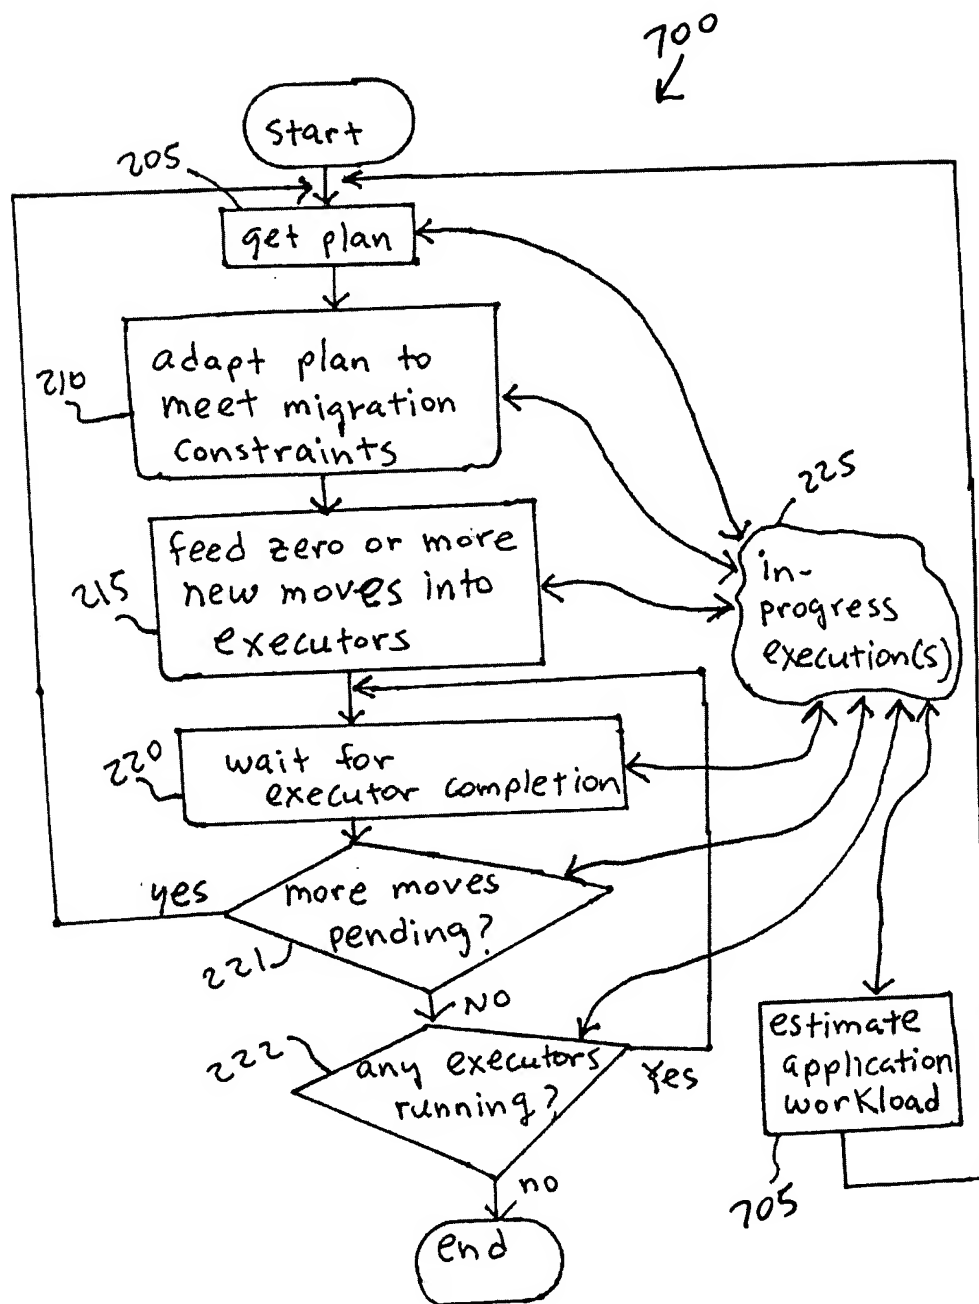 700
start
205
get plan
210
adapt plan to
meet migration
constraints
225
215
feed zero or more
new moves into
executors
in-
progress
execution(s)
220
wait for
executor completion
yes
more moves
pending?
221
NO
222
any executors
running?
Yes
estimate
application
workload
705
no
end